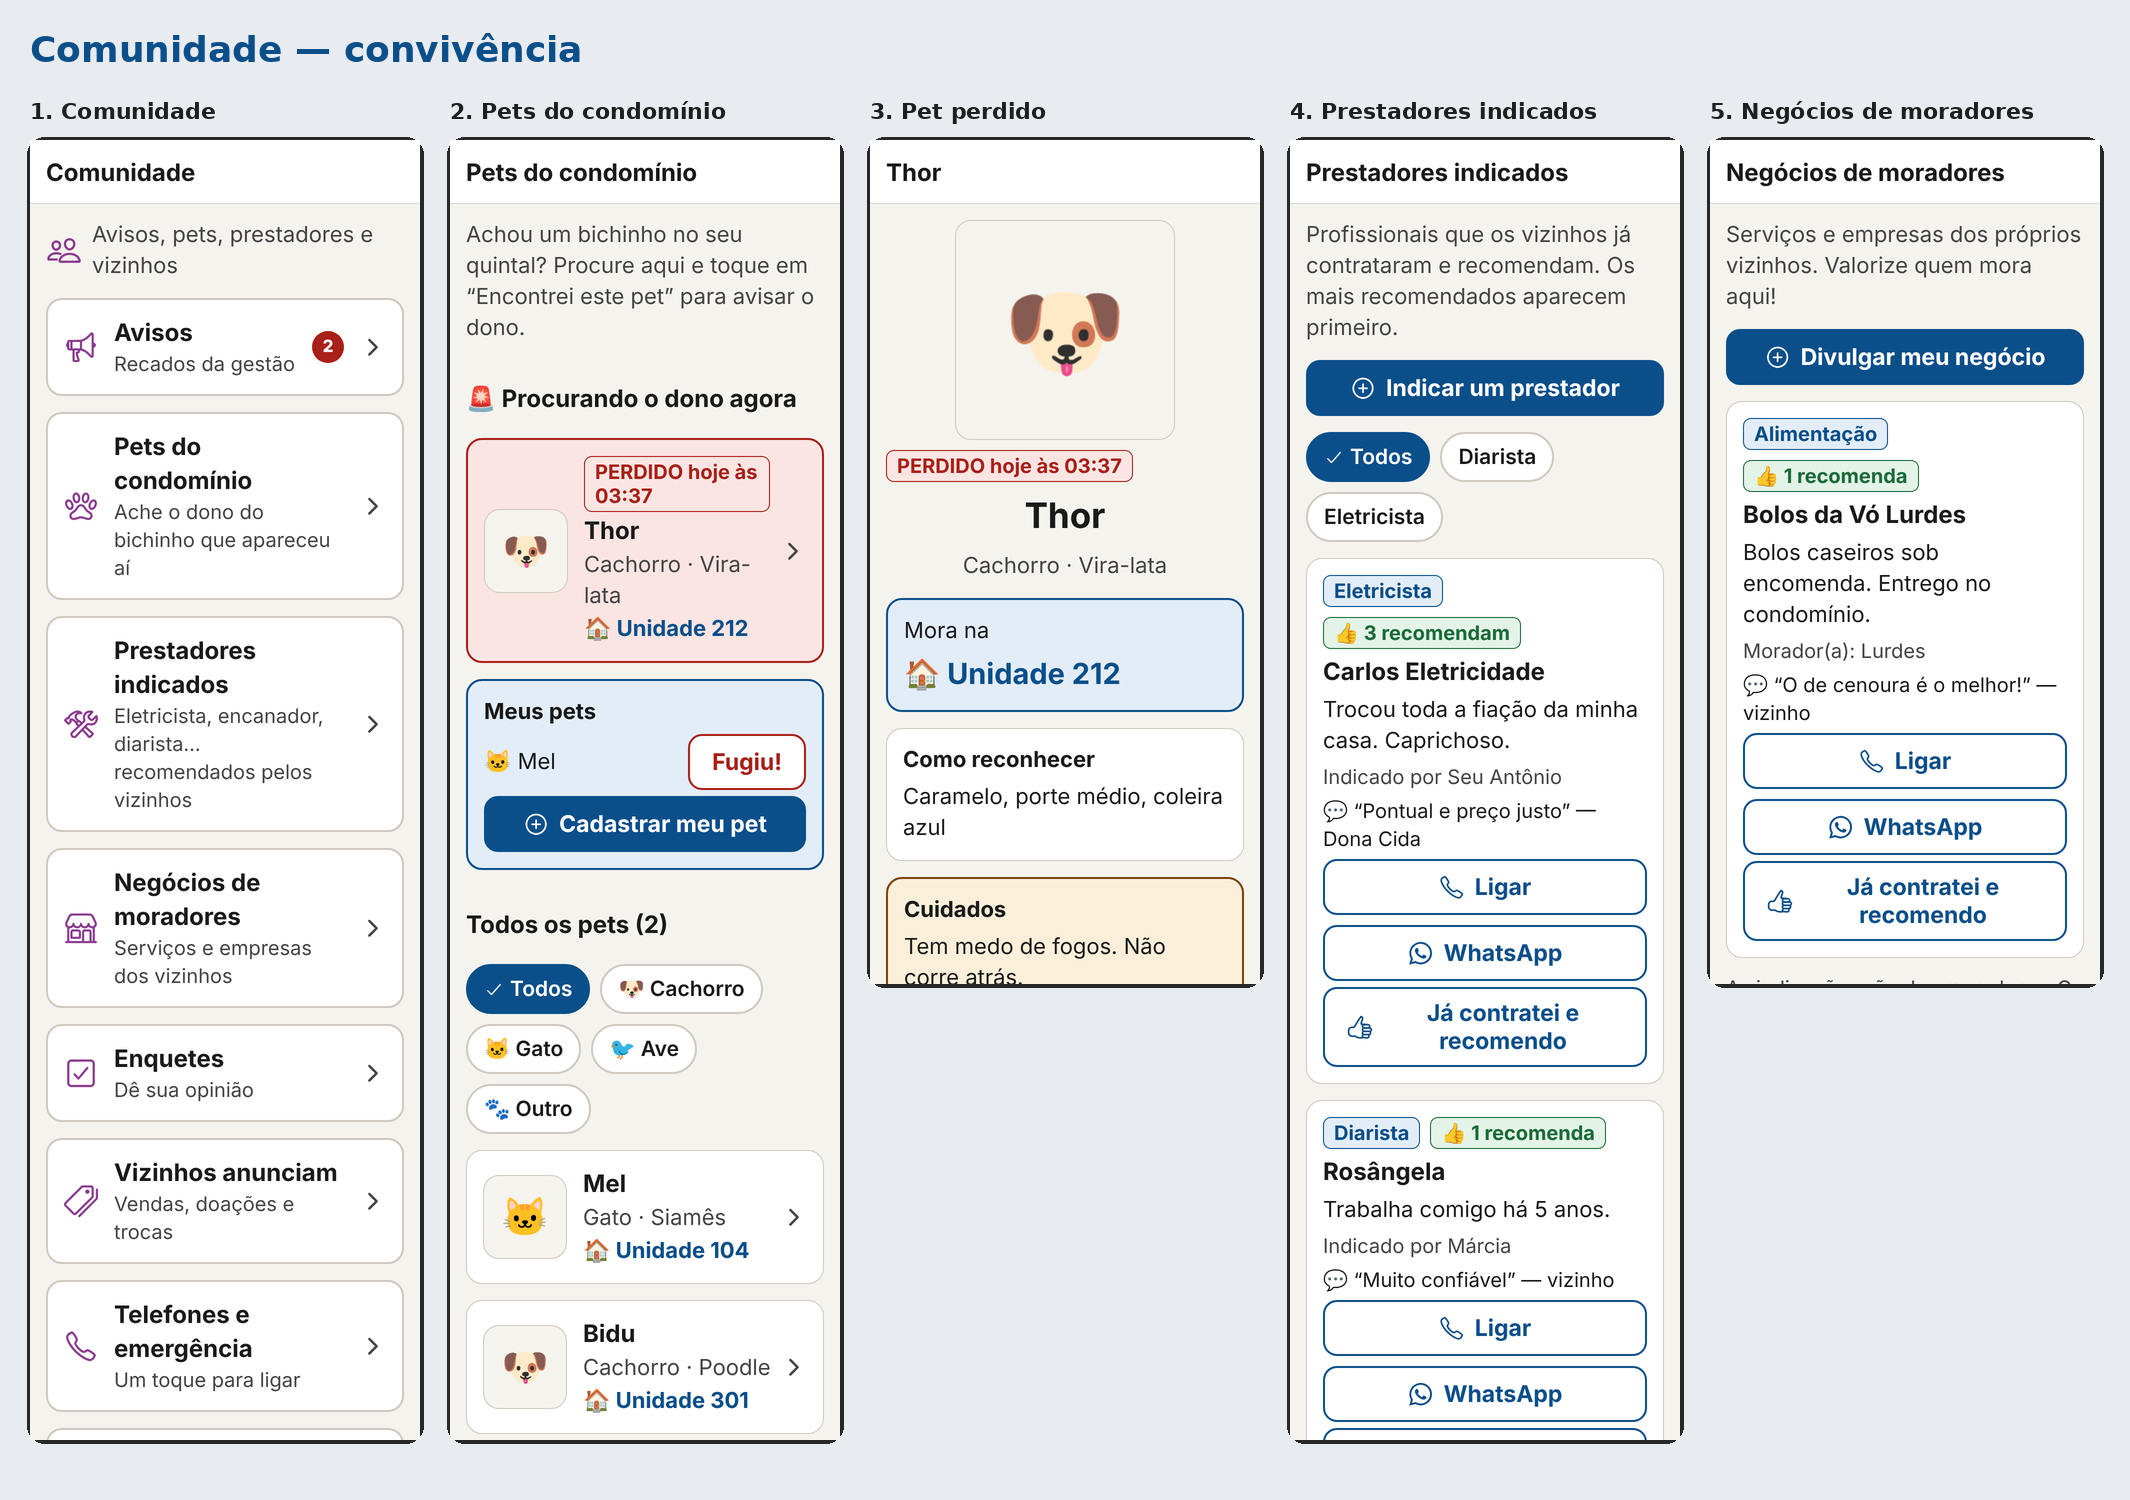 Comunidade — convivência
1. Comunidade
Comunidade
Avisos, pets, prestadores e
vizinhos
Avisos
Recados da gestão
2
Pets do
condomínio
Ache o dono do
bichinho que apareceu
aí
Prestadores
indicados
Eletricista, encanador,
diarista...
recomendados pelos
vizinhos
Negócios de
moradores
Serviços e empresas
dos vizinhos
Enquetes
Dê sua opinião
Vizinhos anunciam
Vendas, doações e
trocas
Telefones e
emergência
Um toque para ligar
2. Pets do condomínio
Pets do condomínio
Achou um bichinho no seu
quintal? Procure aqui e toque em
“Encontrei este pet” para avisar o
dono.
🚨 Procurando o dono agora
PERDIDO hoje às
03:37
Thor
Cachorro · Vira-
lata
🏠 Unidade 212
Meus pets
🐱 Mel
Fugiu!
Cadastrar meu pet
Todos os pets (2)
Todos
🐶 Cachorro
🐱 Gato
🐦 Ave
🐾 Outro
Mel
Gato · Siamês
🏠 Unidade 104
Bidu
Cachorro · Poodle
🏠 Unidade 301
3. Pet perdido
Thor
PERDIDO hoje às 03:37
Thor
Cachorro · Vira-lata
Mora na
🏠 Unidade 212
Como reconhecer
Caramelo, porte médio, coleira
azul
Cuidados
Tem medo de fogos. Não
corre atrás.
4. Prestadores indicados
Prestadores indicados
Profissionais que os vizinhos já
contrataram e recomendam. Os
mais recomendados aparecem
primeiro.
Indicar um prestador
Todos
Diarista
Eletricista
Eletricista
👍 3 recomendam
Carlos Eletricidade
Trocou toda a fiação da minha
casa. Caprichoso.
Indicado por Seu Antônio
💬 “Pontual e preço justo” —
Dona Cida
Ligar
WhatsApp
Já contratei e
recomendo
Diarista
👍 1 recomenda
Rosângela
Trabalha comigo há 5 anos.
Indicado por Márcia
💬 “Muito confiável” — vizinho
Ligar
WhatsApp
5. Negócios de moradores
Negócios de moradores
Serviços e empresas dos próprios
vizinhos. Valorize quem mora
aqui!
Divulgar meu negócio
Alimentação
👍 1 recomenda
Bolos da Vó Lurdes
Bolos caseiros sob
encomenda. Entrego no
condomínio.
Morador(a): Lurdes
💬 “O de cenoura é o melhor!” —
vizinho
Ligar
WhatsApp
Já contratei e
recomendo